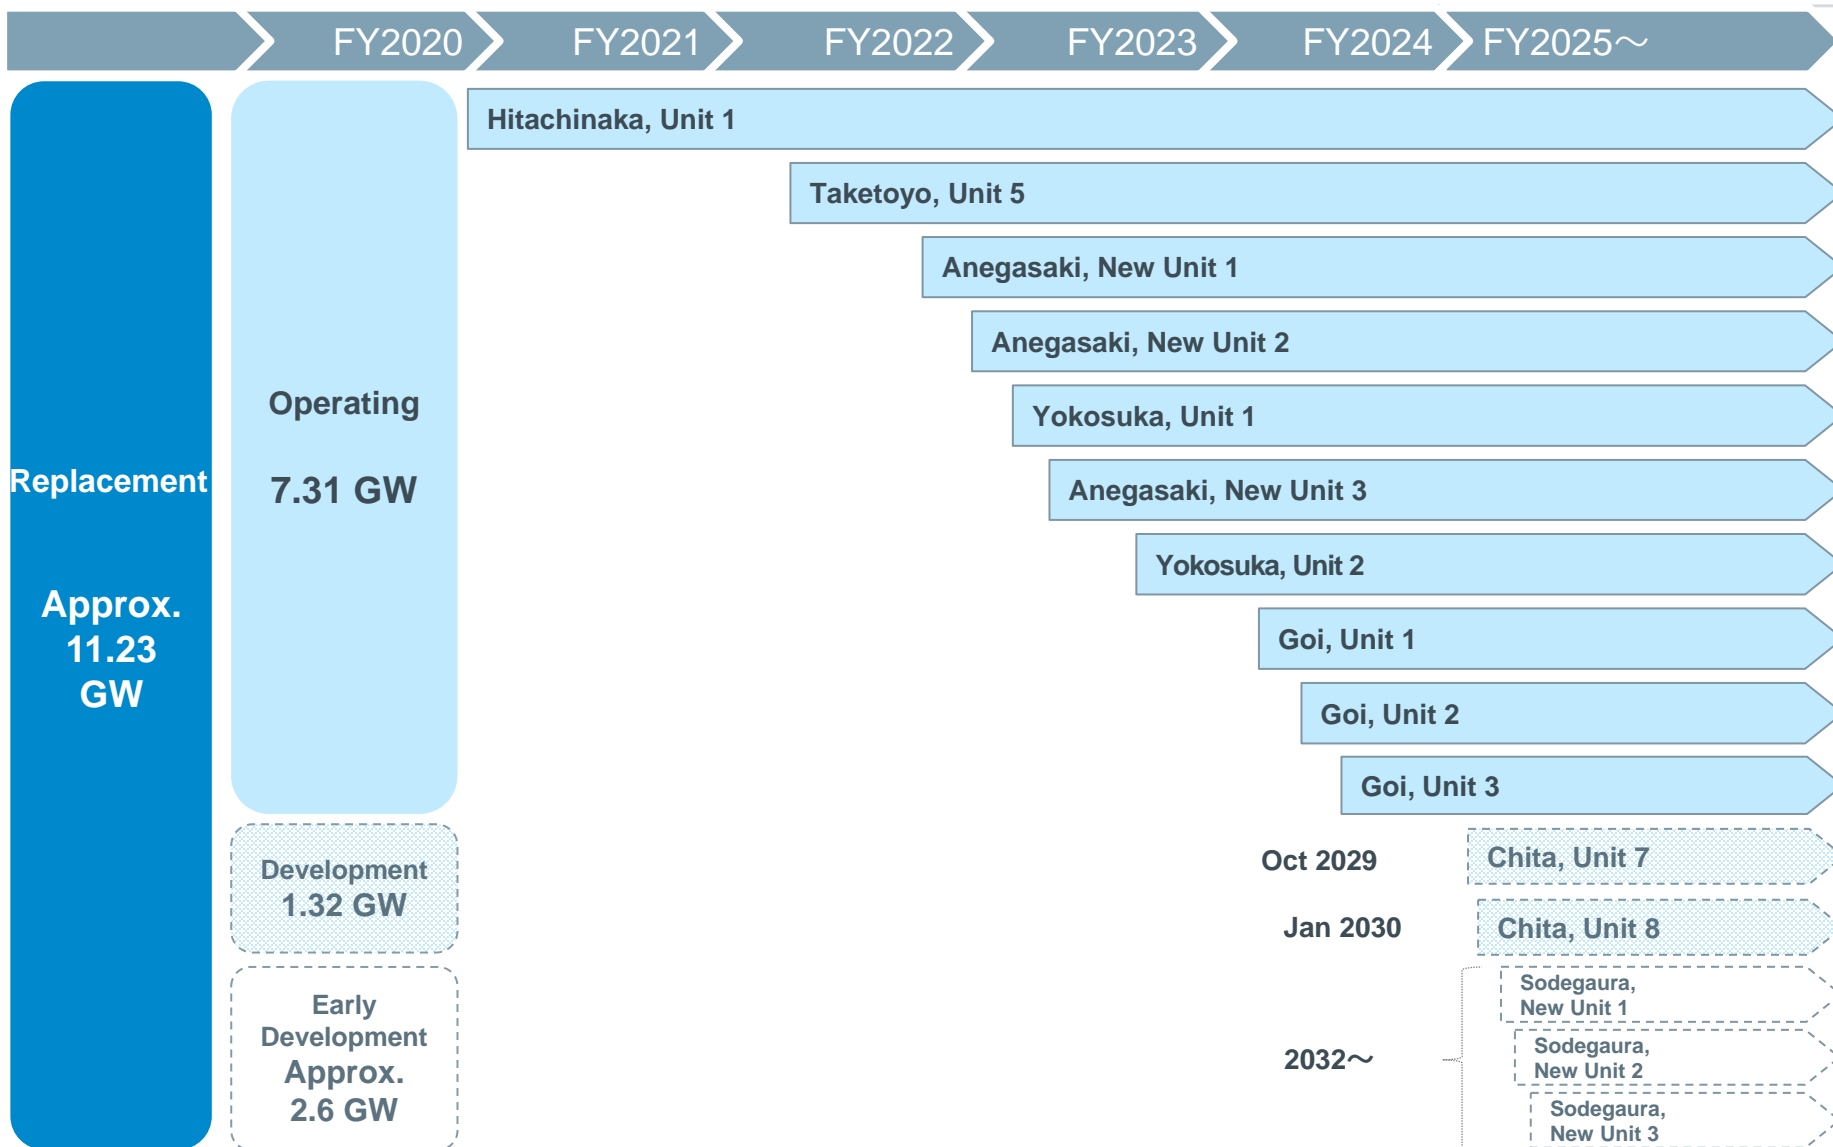 FY2020
FY2021
FY2022
FY2023
FY2024
FY2025～
Replacement
Approx.
11.23
GW
Operating
7.31 GW
Hitachinaka, Unit 1
Taketoyo, Unit 5
Anegasaki, New Unit 1
Anegasaki, New Unit 2
Yokosuka, Unit 1
Anegasaki, New Unit 3
Yokosuka, Unit 2
Goi, Unit 1
Goi, Unit 2
Goi, Unit 3
Development
1.32 GW
Oct 2029
Chita, Unit 7
Jan 2030
Chita, Unit 8
Early
Development
Approx.
2.6 GW
2032～
Sodegaura,
New Unit 1
Sodegaura,
New Unit 2
Sodegaura,
New Unit 3